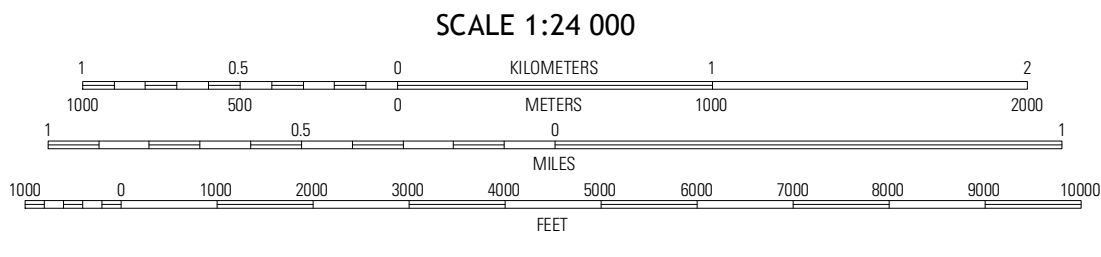 SCALE 1:24 000
1 0.5 0 KILOMETERS 1 2
1000 500 0 METERS 1000 2000
1 0.5 0 1
MILES
1000 0 1000 2000 3000 4000 5000 6000 7000 8000 9000 10000
FEET